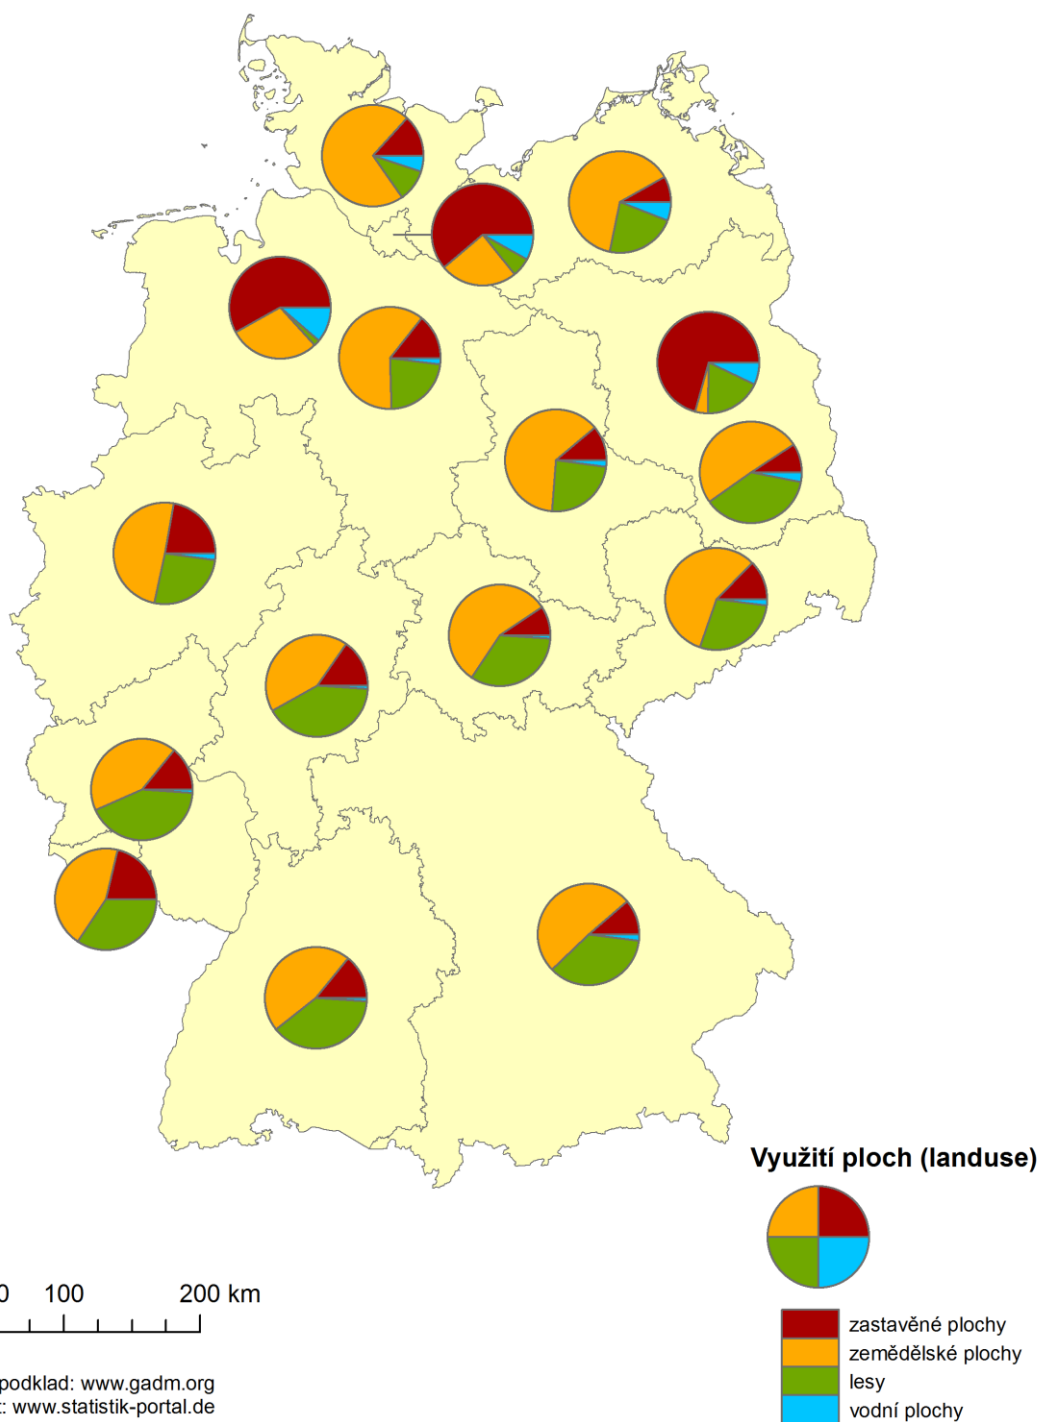 Využití ploch (landuse)
0 100 200 km
zastavěné plochy
zemědělské plochy
lesy
vodní plochy
podklad: www.gadm.org
t: www.statistik-portal.de